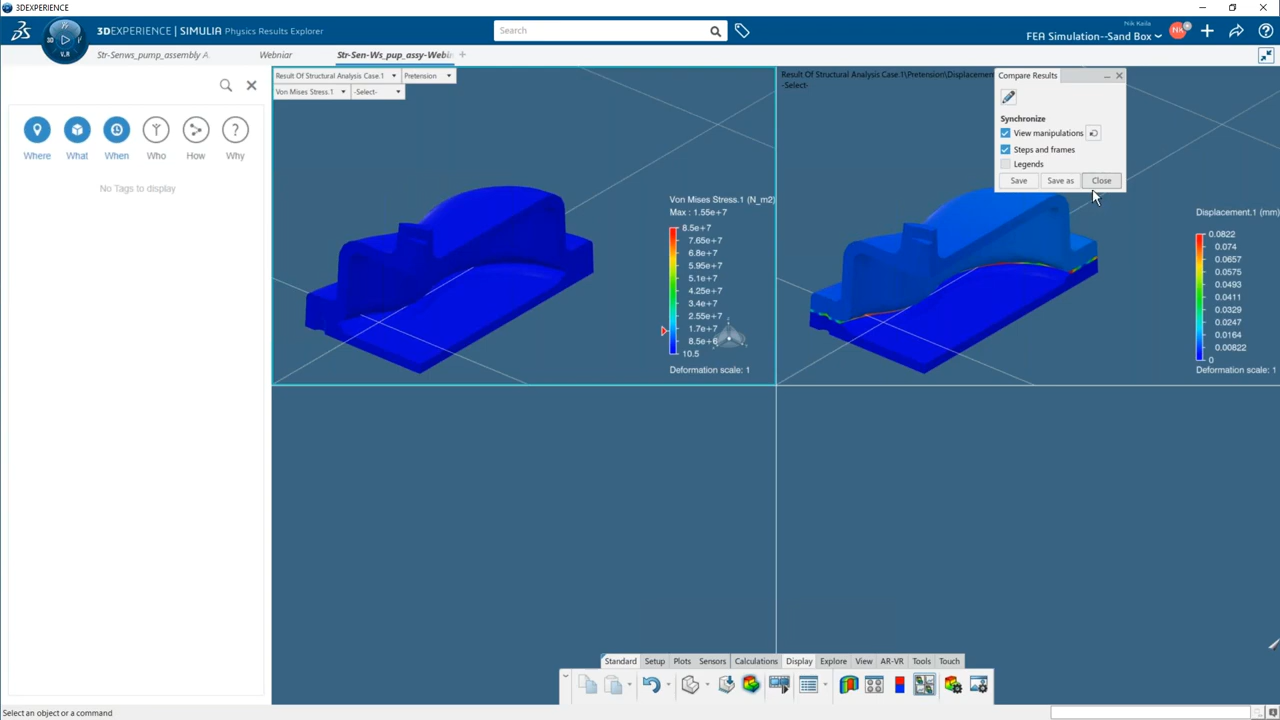 3DEXPERIENCE
3DEXPERIENCE | SIMULIA Physics Results Explorer
Search
Nik Kaila
FEA Simulation--Sand Box
NK
V.R
3D
Str-Senws_pump_assembly A
Webniar
Str-Sen-Ws_pup_assy-Webi
Where
What
When
Who
How
Why
No Tags to display
Result Of Structural Analysis Case.1
Pretension
Von Mises Stress.1
-Select-
Von Mises Stress.1 (N_m2)
Max : 1.55e+7
8.5e+7
7.65e+7
6.8e+7
5.95e+7
5.1e+7
4.25e+7
3.4e+7
2.55e+7
1.7e+7
8.5e+6
10.5
Deformation scale: 1
Result Of Structural Analysis Case.1\Pretension\Displacemen
-Select-
Compare Results
Synchronize
View manipulations
Steps and frames
Legends
Save
Save as
Close
Displacement.1 (mm)
0.0822
0.074
0.0657
0.0575
0.0493
0.0411
0.0329
0.0247
0.0164
0.00822
0
Deformation scale: 1
Standard
Setup
Plots
Sensors
Calculations
Display
Explore
View
AR-VR
Tools
Touch
Select an object or a command